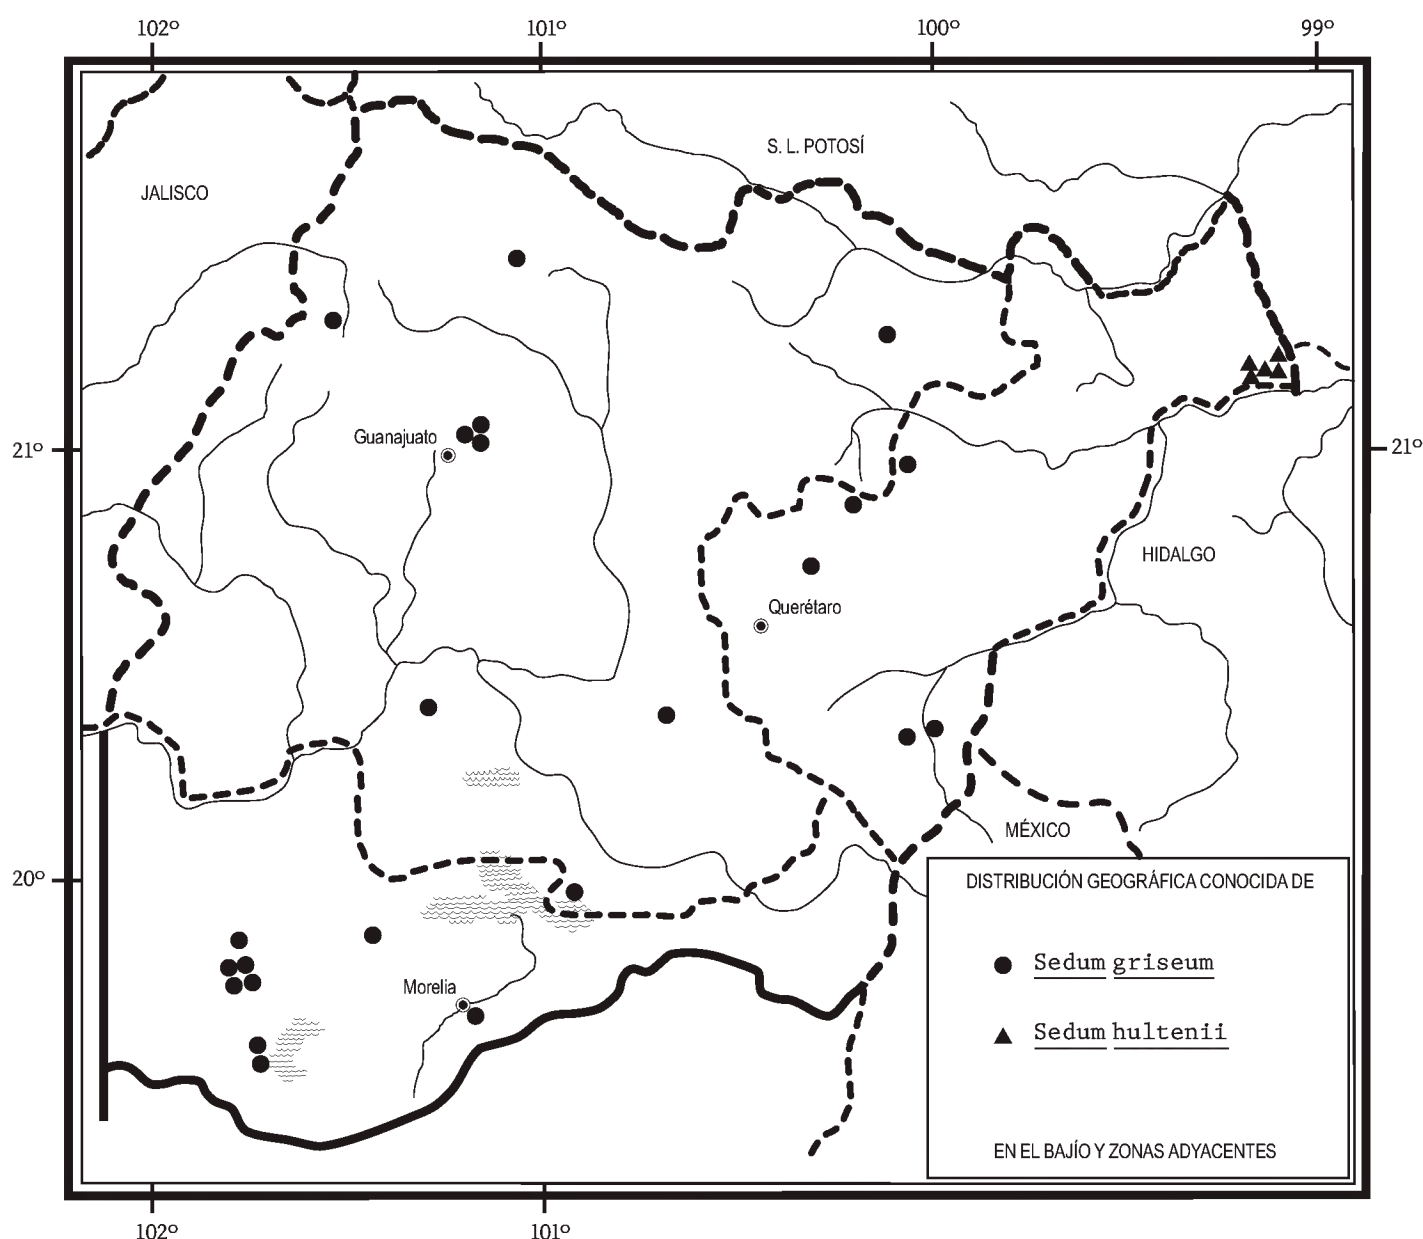 102º 101º 100º 99º
S. L. POTOSÍ
JALISCO
Guanajuato
21º
21º
HIDALGO
Querétaro
MÉXICO
20º
DISTRIBUCIÓN GEOGRÁFICA CONOCIDA DE
Sedum griseum
Morelia
Sedum hultenii
EN EL BAJÍO Y ZONAS ADYACENTES
102º 101º